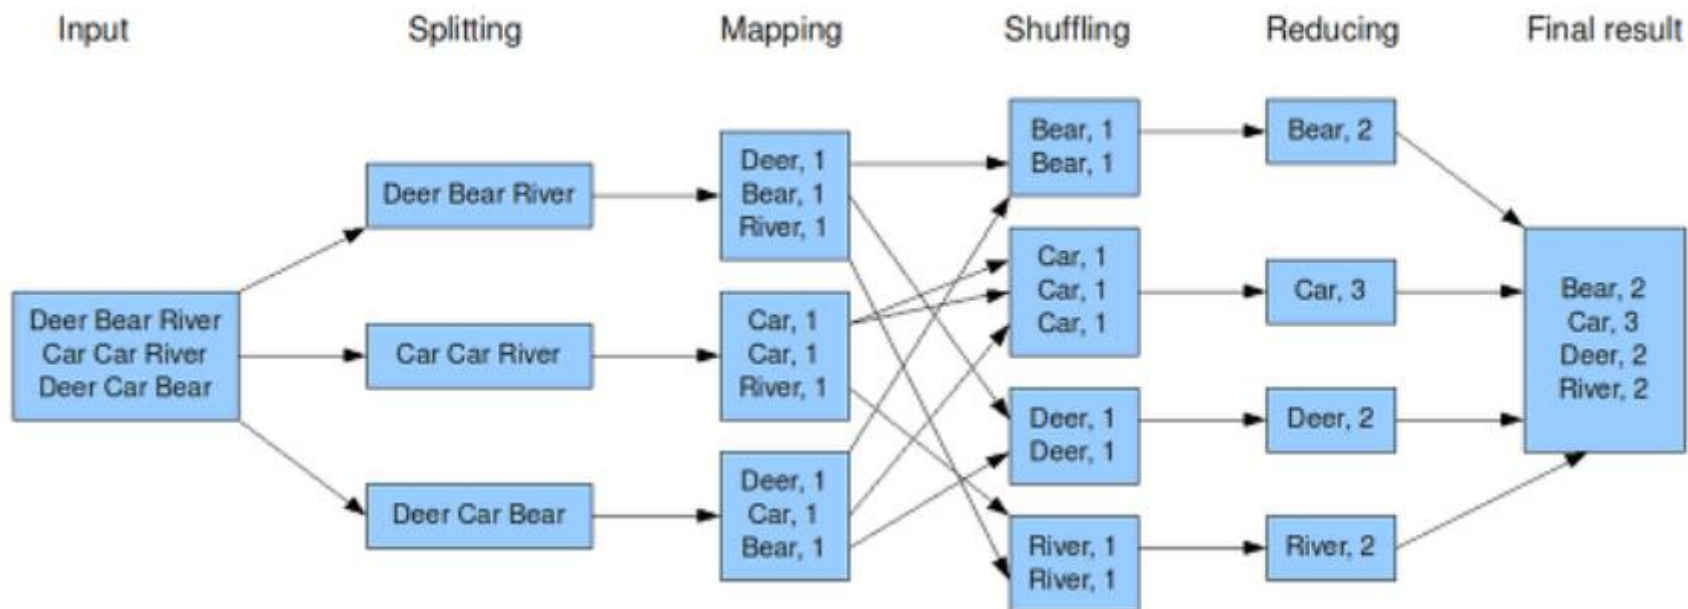 Input
Splitting
Mapping
Shuffling
Reducing
Final result
Deer Bear River
Car Car River
Deer Car Bear
Deer Bear River
Car Car River
Deer Car Bear
Deer, 1
Bear, 1
River, 1
Car, 1
Car, 1
River, 1
Deer, 1
Car, 1
Bear, 1
Bear, 1
Bear, 1
Car, 1
Car, 1
Car, 1
Deer, 1
Deer, 1
River, 1
River, 1
Bear, 2
Car, 3
Deer, 2
River, 2
Bear, 2
Car, 3
Deer, 2
River, 2